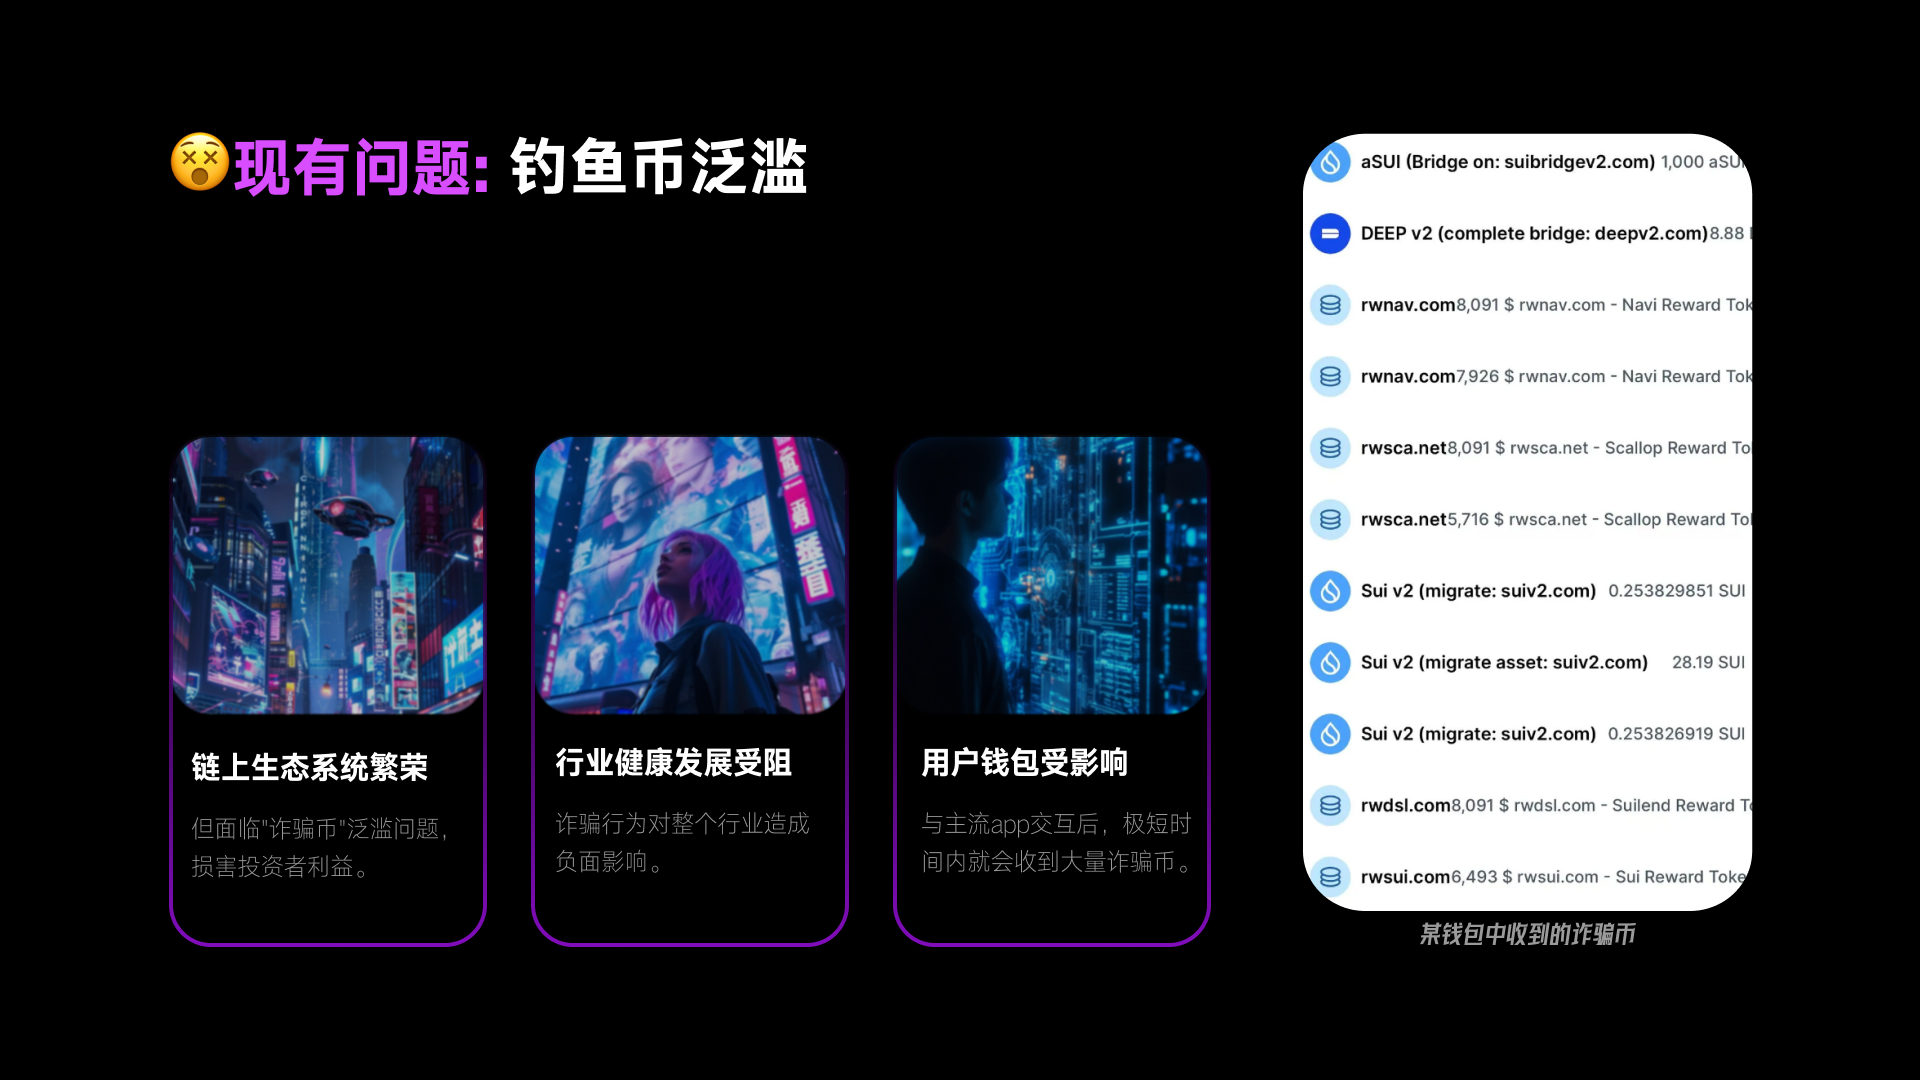 😵现有问题: 钓鱼币泛滥
链上生态系统繁荣
但面临"诈骗币"泛滥问题，
损害投资者利益。
行业健康发展受阻
诈骗行为对整个行业造成
负面影响。
用户钱包受影响
与主流app交互后，极短时
间内就会收到大量诈骗币。
aSUI (Bridge on: suibridgev2.com) 1,000 aSUI
DEEP v2 (complete bridge: deepv2.com) 8.88
rwnav.com 8,091 $ rwnav.com - Navi Reward Tok
rwnav.com 7,926 $ rwnav.com - Navi Reward Tok
rwsca.net 8,091 $ rwsca.net - Scallop Reward To
rwsca.net 5,716 $ rwsca.net - Scallop Reward Tol
Sui v2 (migrate: suiv2.com) 0.253829851 SUI
Sui v2 (migrate asset: suiv2.com) 28.19 SUI
Sui v2 (migrate: suiv2.com) 0.253826919 SUI
rwdsl.com 8,091 $ rwdsl.com - Suilend Reward To
rwsui.com 6,493 $ rwsui.com - Sui Reward Toke
某钱包中收到的诈骗币